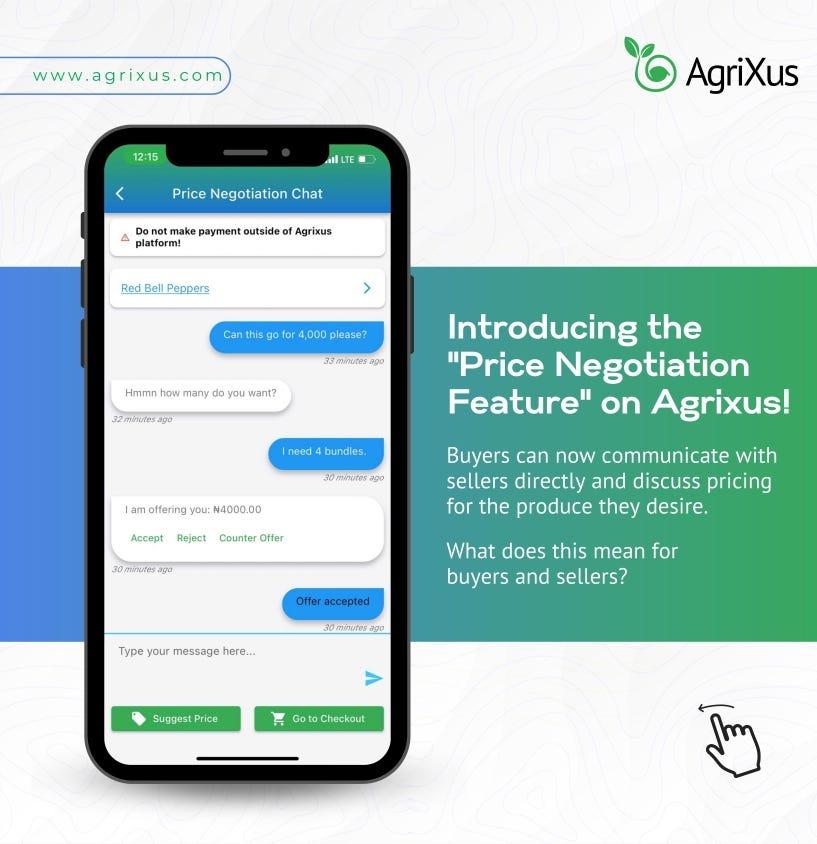 www.agrixus.com
AgriXus
12:15
LTE
Price Negotiation Chat
Do not make payment outside of Agrixus
platform!
Red Bell Peppers
Can this go for 4,000 please?
33 minutes ago
Hmmn how many do you want?
32 minutes ago
I need 4 bundles.
30 minutes ago
I am offering you: ₦4000.00
Accept Reject Counter Offer
30 minutes ago
Offer accepted
30 minutes ago
Type your message here...
Suggest Price
Go to Checkout
Introducing the
"Price Negotiation
Feature" on Agrixus!
Buyers can now communicate with
sellers directly and discuss pricing
for the produce they desire.
What does this mean for
buyers and sellers?